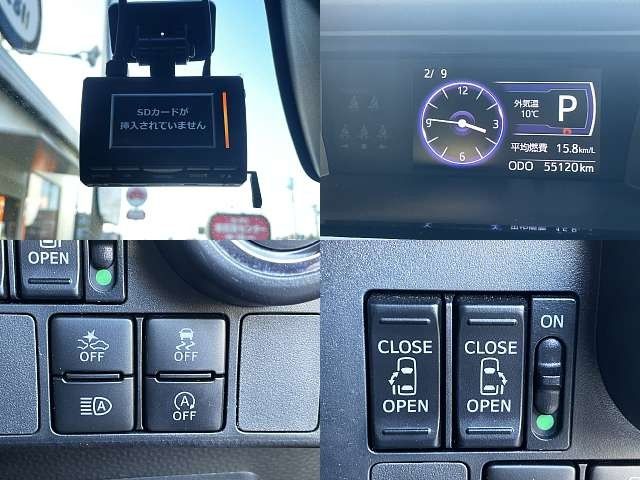 SDカードが
挿入されていません
2/ 9
12
3
6
9
外気温
10℃
P
平均燃費 15.8km/L
ODO 55120km
OPEN
OFF
OFF
A
A
OFF
CLOSE
OPEN
CLOSE
OPEN
ON